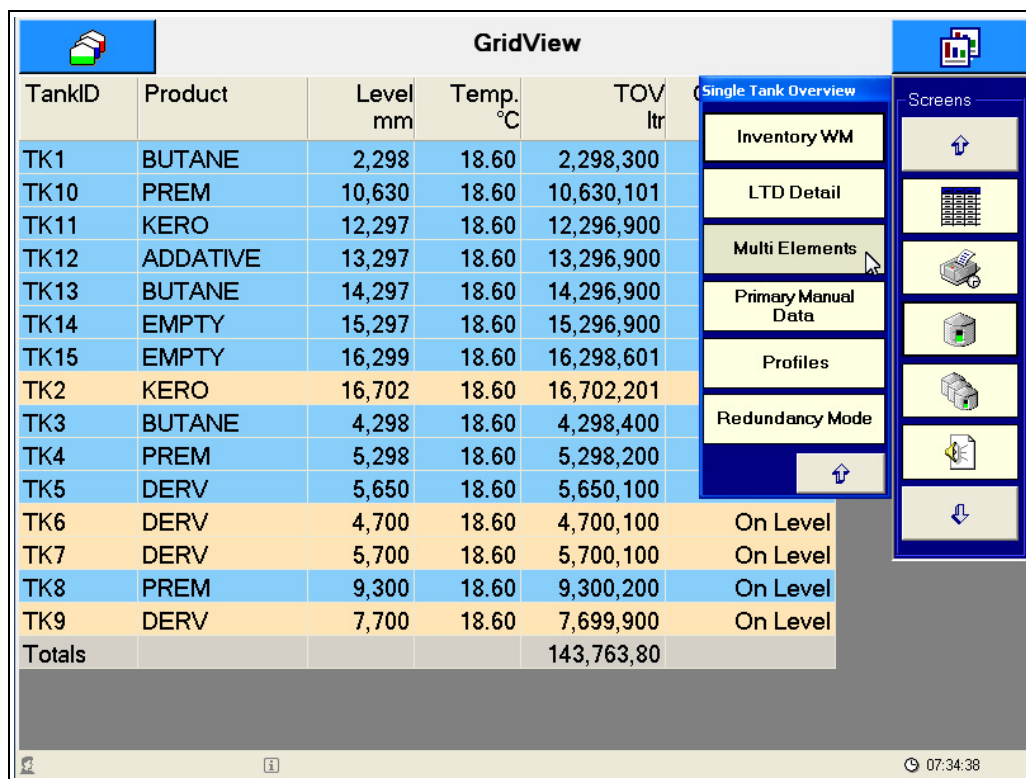 GridView
TankID Product Level mm Temp. °C TOV ltr
TK1 BUTANE 2,298 18.60 2,298,300
TK10 PREM 10,630 18.60 10,630,101
TK11 KERO 12,297 18.60 12,296,900
TK12 ADDATIVE 13,297 18.60 13,296,900
TK13 BUTANE 14,297 18.60 14,296,900
TK14 EMPTY 15,297 18.60 15,296,900
TK15 EMPTY 16,299 18.60 16,298,601
TK2 KERO 16,702 18.60 16,702,201
TK3 BUTANE 4,298 18.60 4,298,400
TK4 PREM 5,298 18.60 5,298,200
TK5 DERV 5,650 18.60 5,650,100
TK6 DERV 4,700 18.60 4,700,100 On Level
TK7 DERV 5,700 18.60 5,700,100 On Level
TK8 PREM 9,300 18.60 9,300,200 On Level
TK9 DERV 7,700 18.60 7,699,900 On Level
Totals 143,763,80
Single Tank Overview
Inventory WM
LTD Detail
Multi Elements
Primary Manual
Data
Profiles
Redundancy Mode
Screens
07:34:38